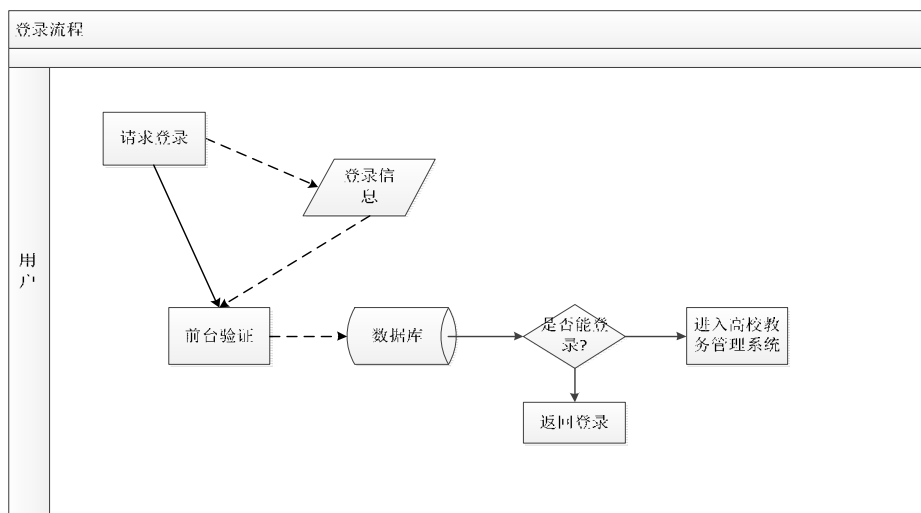 登录流程
用
户
请求登录
登录信
息
前台验证
数据库
是否能登
录?
进入高校教
务管理系统
返回登录